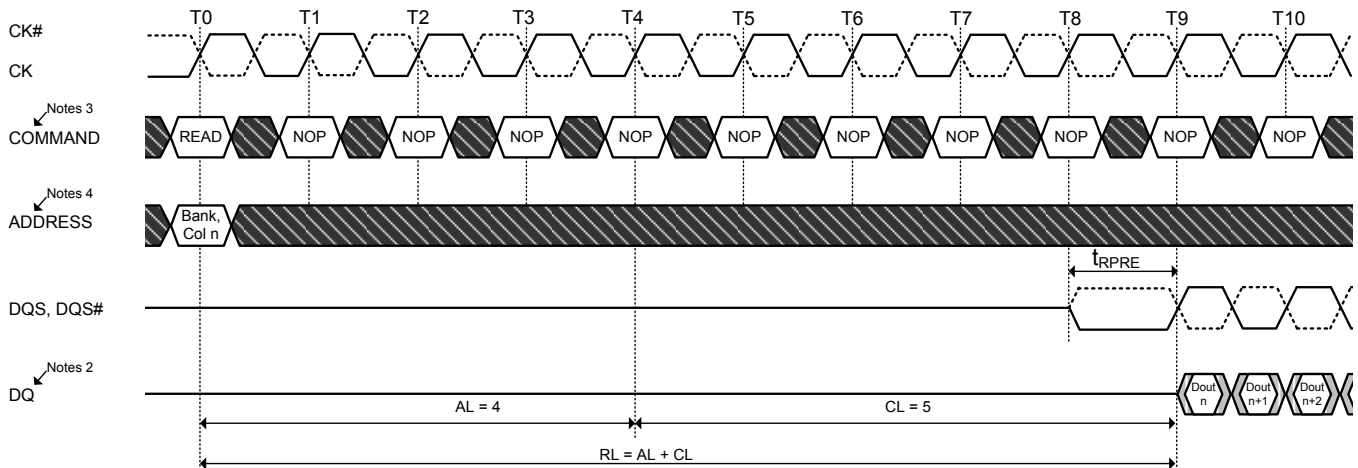 T0 T1 T2 T3 T4 T5 T6 T7 T8 T9 T10
CK#
CK
Notes 3
COMMAND
READ NOP NOP NOP NOP NOP NOP NOP NOP NOP NOP
Notes 4
ADDRESS
Bank,
Col n
tRPRE
DQS, DQS#
Notes 2
DQ
Dout
n
Dout
n+1
Dout
n+2
AL = 4
CL = 5
RL = AL + CL